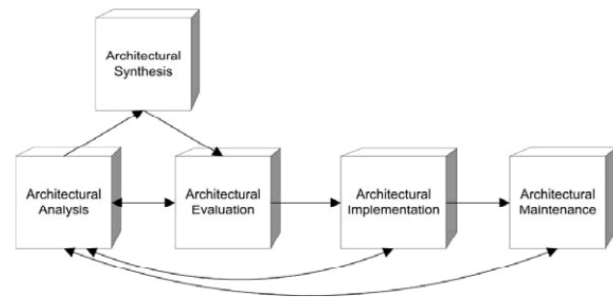 Architectural
Synthesis
Architectural
Analysis
Architectural
Evaluation
Architectural
Implementation
Architectural
Maintenance